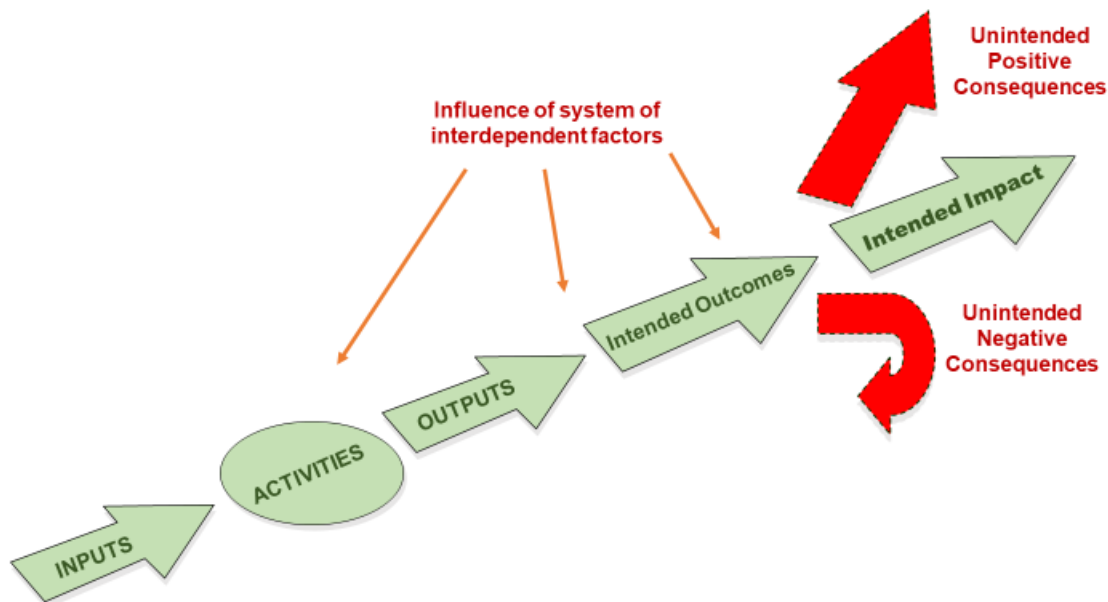 Unintended
Positive
Consequences
Influence of system of
interdependent factors
Intended Impact
Intended Outcomes
Unintended
Negative
Consequences
OUTPUTS
ACTIVITIES
INPUTS